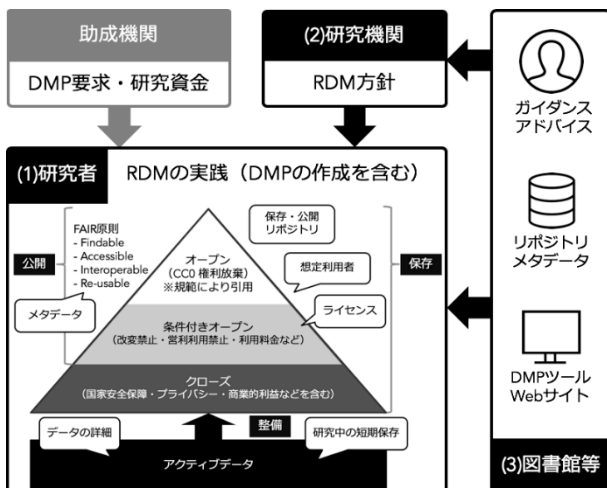 助成機関
DMP要求・研究資金
(2)研究機関
RDM方針
ガイダンス
アドバイス
リポジトリ
メタデータ
DMPツール
Webサイト
(3)図書館等
(1)研究者
RDMの実践（DMPの作成を含む）
FAIR原則
- Findable
- Accessible
- Interoperable
- Re-usable
公開
メタデータ
保存・公開
リポジトリ
想定利用者
ライセンス
保存
オープン
(CC0 権利放棄)
※規範により引用
条件付きオープン
(改変禁止・営利利用禁止・利用料金など)
クローズ
(国家安全保障・プライバシー・商業的利益などを含む)
データの詳細
整備
研究中の短期保存
アクティブデータ